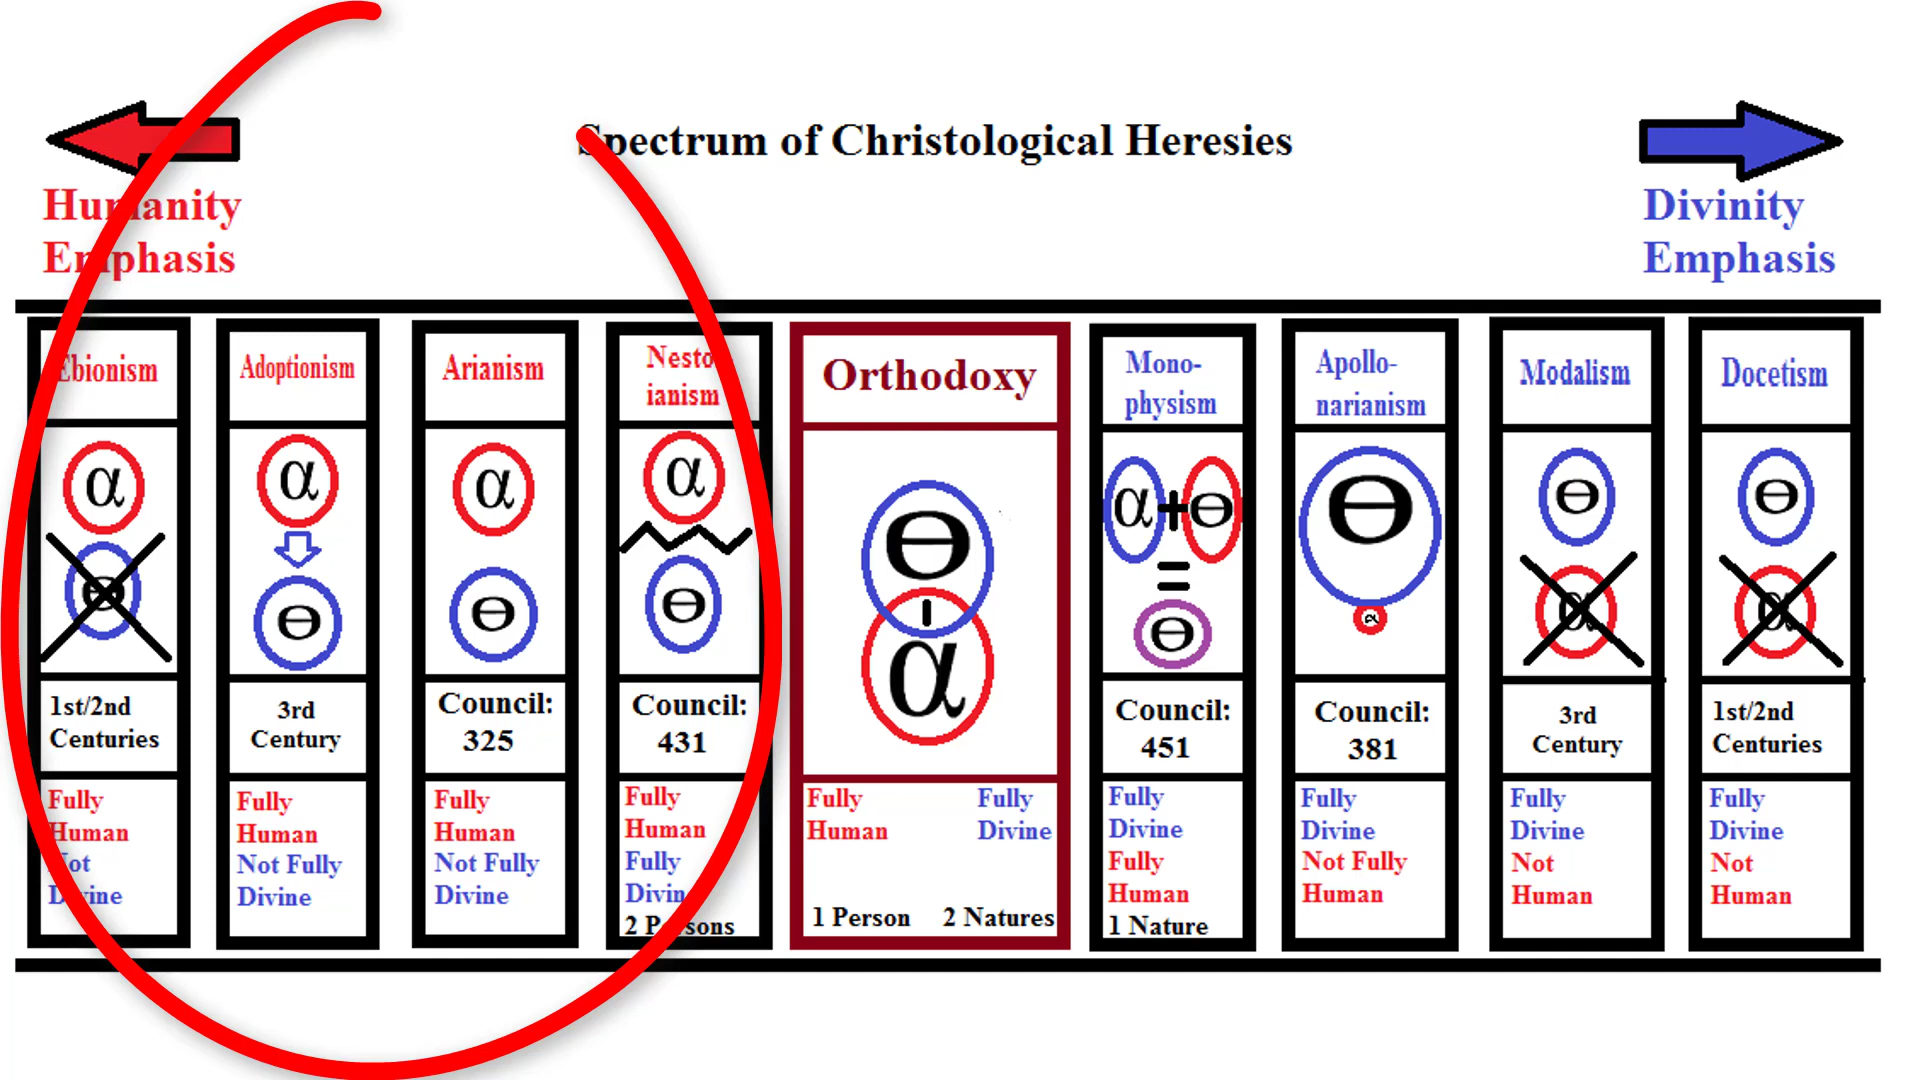 Spectrum of Christological Heresies
Humanity
Emphasis
Divinity
Emphasis
Ebionism
α
ɵ
1st/2nd
Centuries
Fully
Human
Not
Divine
Adoptionism
α
ɵ
3rd
Century
Fully
Human
Not Fully
Divine
Arianism
α
ɵ
Council:
325
Fully
Human
Not Fully
Divine
Nesto
ianism
α
ɵ
Council:
431
Fully
Human
Fully
Divin
2 Persons
Orthodoxy
ɵ
α
Fully
Human
Fully
Divine
1 Person 2 Natures
Mono-
physism
α + ɵ
=
ɵ
Council:
451
Fully
Divine
Fully
Human
1 Nature
Apollo-
narianism
ɵ
α
Council:
381
Fully
Divine
Not Fully
Human
Modalism
ɵ
α
3rd
Century
Fully
Divine
Not
Human
Docetism
ɵ
α
1st/2nd
Centuries
Fully
Divine
Not
Human